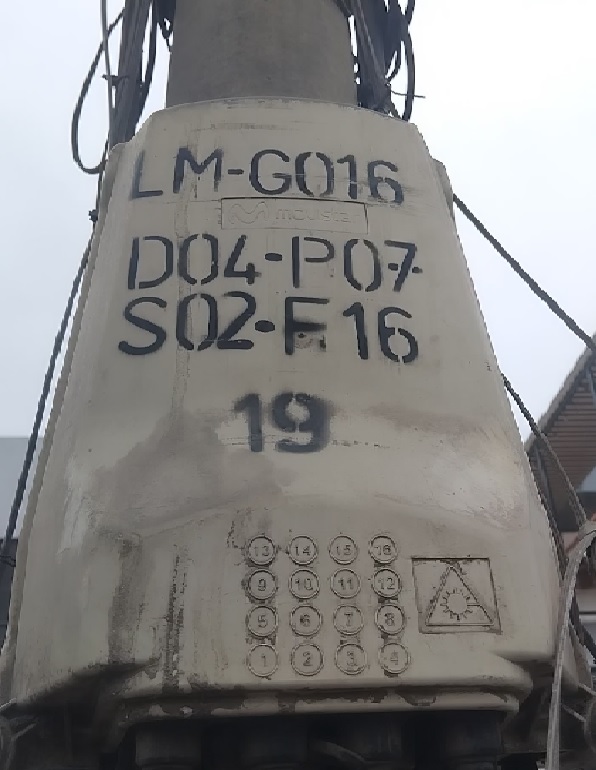 LM-G016
movistar
D04-P07
S02-F16
19
13 14 15 16
9 10 11 12
5 6 7 8
1 2 3 4